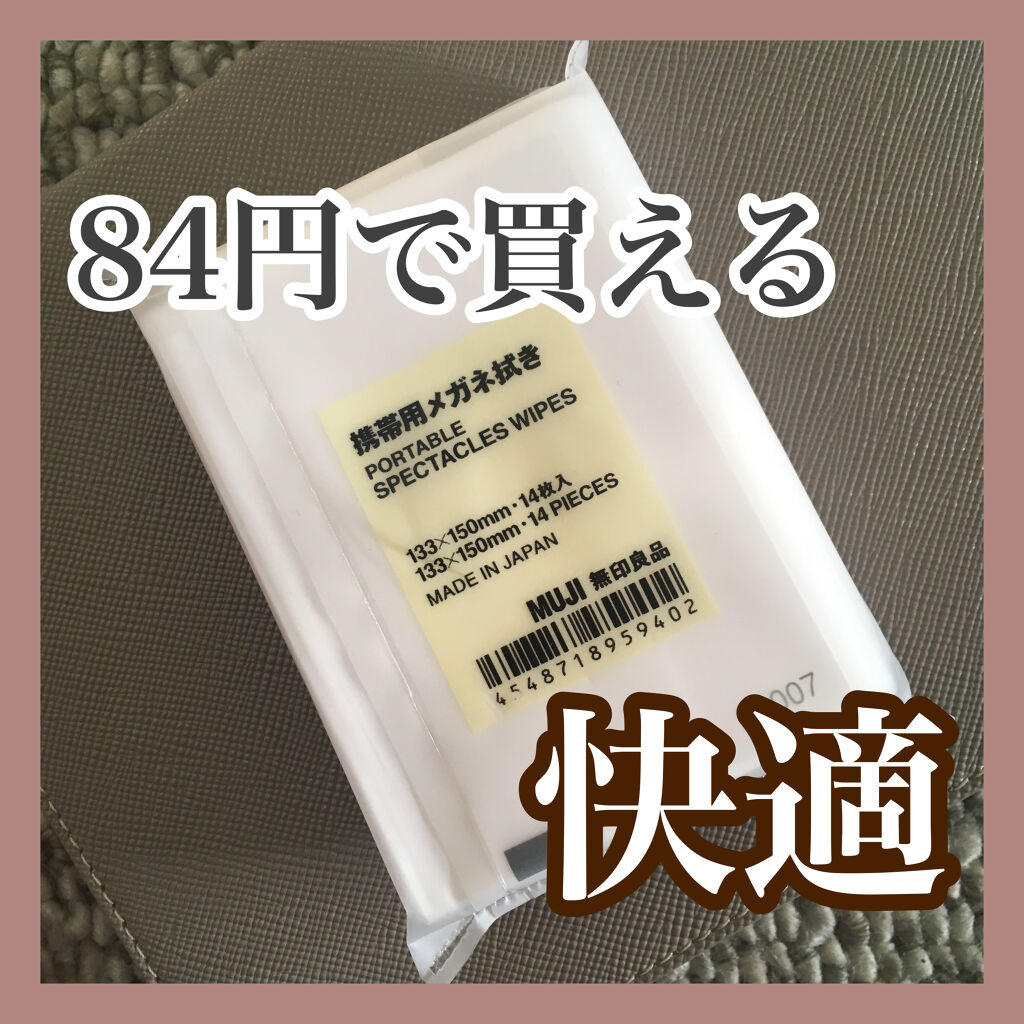 84円で買える
携帯用メガネ拭き
PORTABLE
SPECTACLES WIPES
133×150mm・14枚入
133×150mm・14 PIECES
MADE IN JAPAN
MUJI 無印良品
4548718959402
007
快適